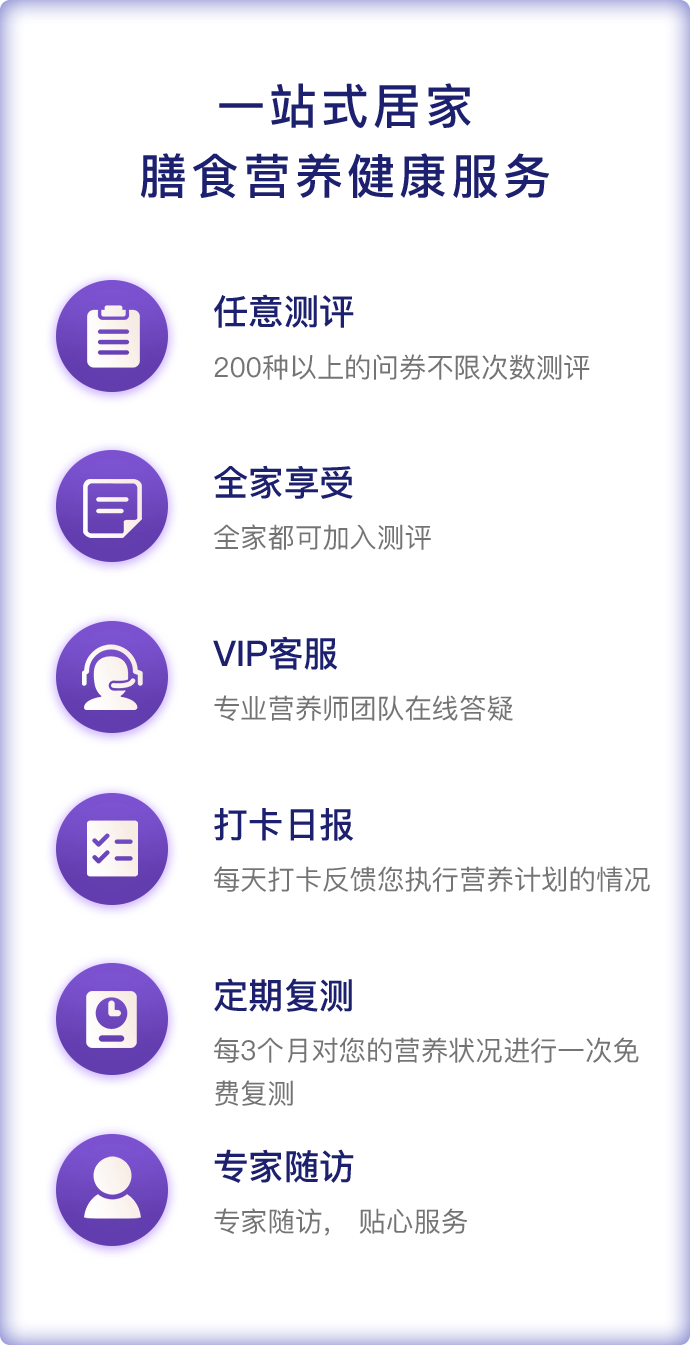 一站式居家
膳食营养健康服务
任意测评
200种以上的问券不限次数测评
全家享受
全家都可加入测评
VIP客服
专业营养师团队在线答疑
打卡日报
每天打卡反馈您执行营养计划的情况
定期复测
每3个月对您的营养状况进行一次免
费复测
专家随访
专家随访， 贴心服务